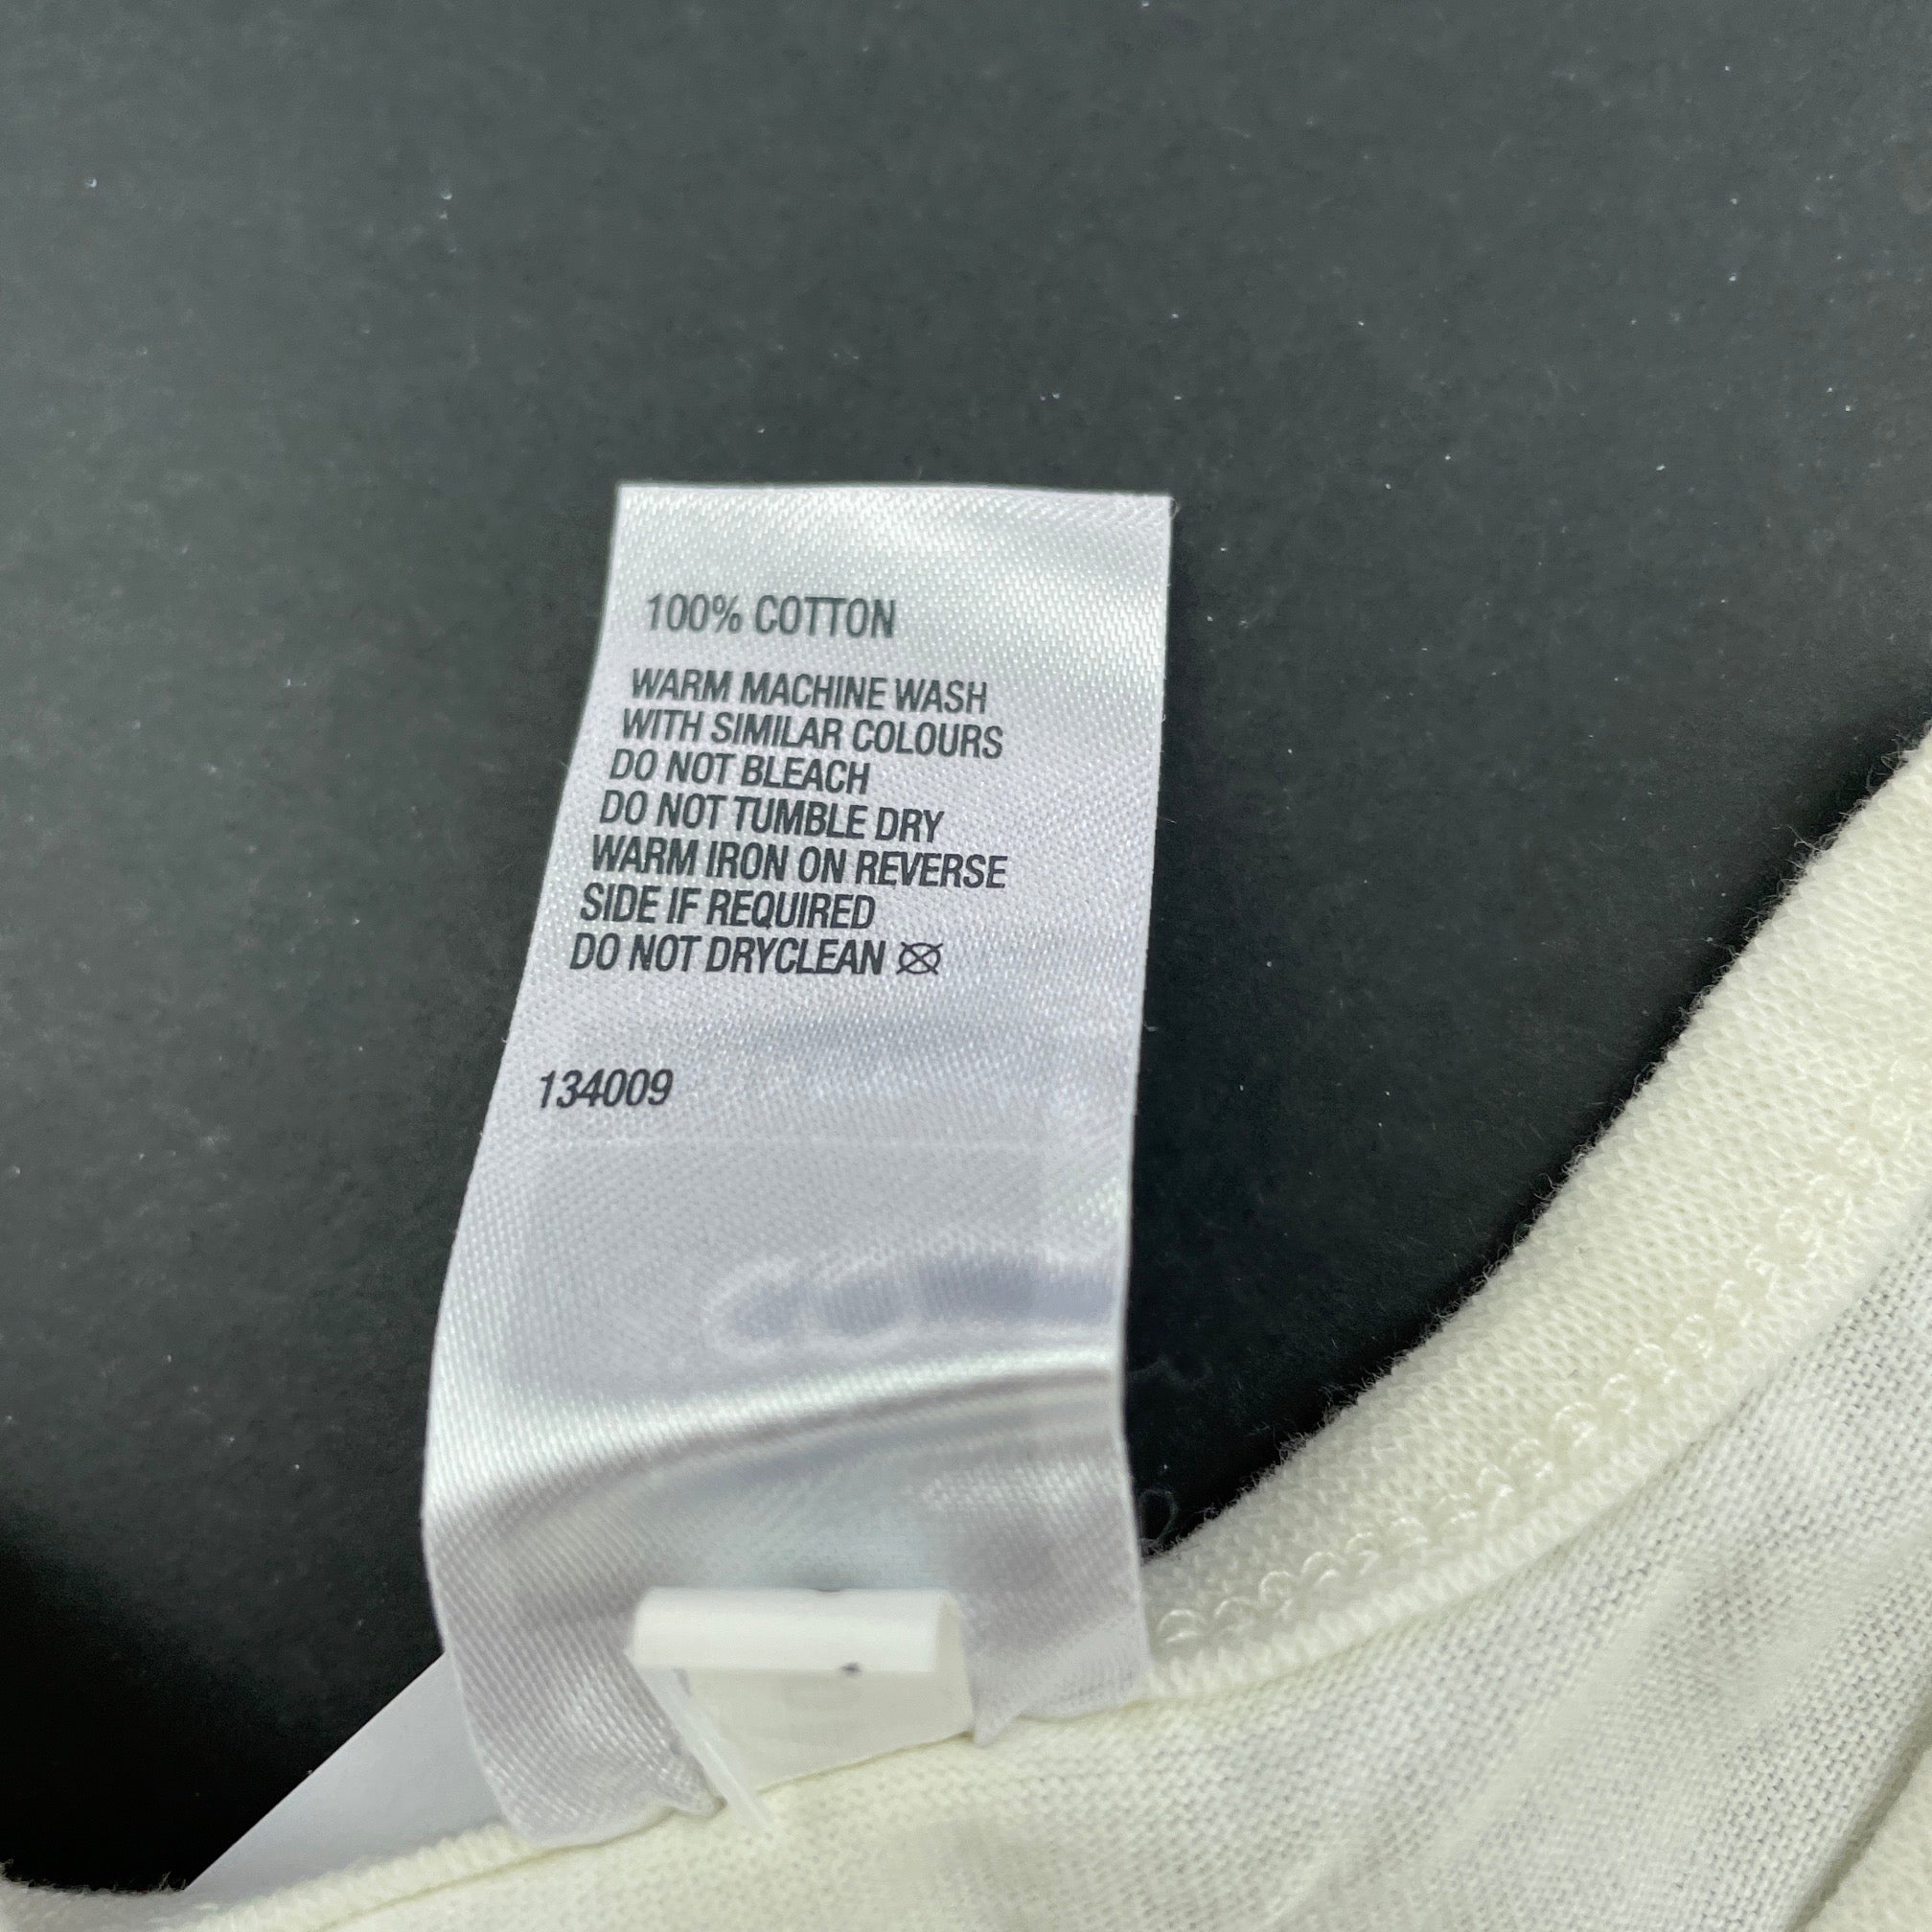 100% COTTON
WARM MACHINE WASH
WITH SIMILAR COLOURS
DO NOT BLEACH
DO NOT TUMBLE DRY
WARM IRON ON REVERSE
SIDE IF REQUIRED
DO NOT DRYCLEAN
134009